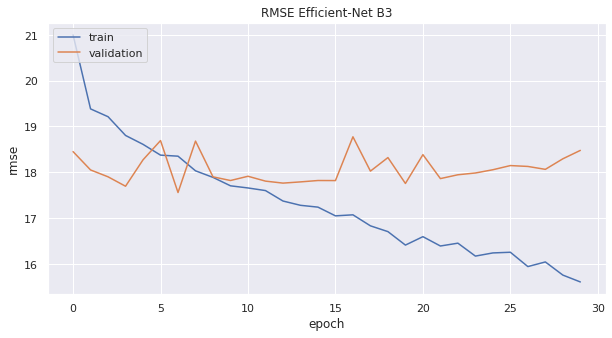 RMSE Efficient-Net B3
train
validation
rmse
21
20
19
18
17
16
0 5 10 15 20 25 30
epoch